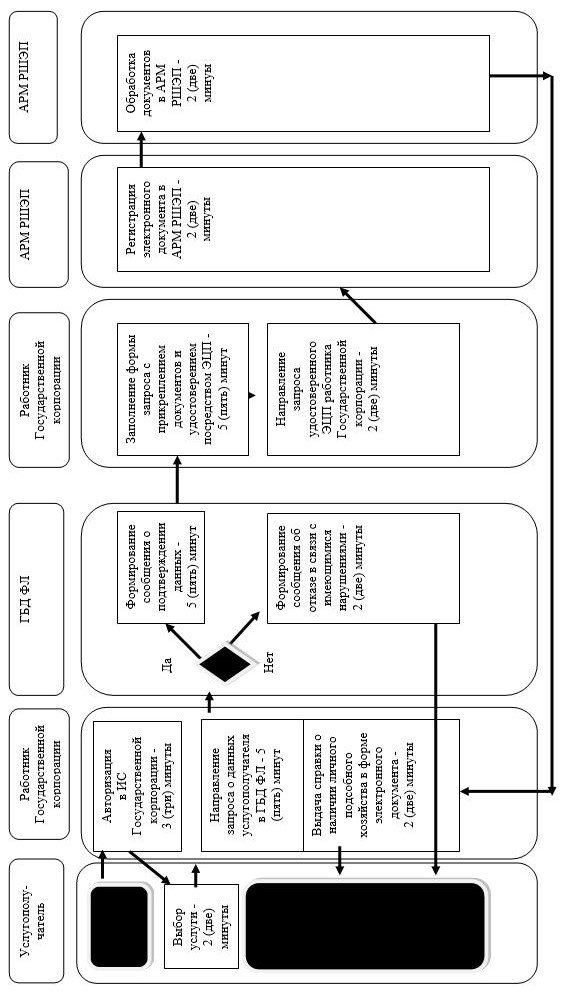 Услугополу-
чатель
Работник
Государственной
корпорации
ГБД ФЛ
Работник
Государственной
корпорации
АРМ РШЭП
АРМ РШЭП
Авторизация
в ИС
Государственной
корпорации -
3 (три) минуты
Выбор
услуги -
2 (две)
минуты
Направление
запроса о данных
услугополучателя
в ГБД ФЛ - 5
(пять) минут
Выдача справки о
наличии личного
подсобного
хозяйства в форме
электронного
документа -
2 (две) минуты
Да
Нет
Формирование
сообщения о
подтверждении
данных -
5 (пять) минут
Формирование
сообщения об
отказе в связи с
имеющимися
нарушениями -
2 (две) минуты
Заполнение формы
запроса с
прикреплением
документов и
удостоверением
посредством ЭЦП -
5 (пять) минут
Направление
запроса
удостоверенного
ЭЦП работника
Государственной
корпорации -
2 (две) минуты
Регистрация
электронного
документа в
АРМ РШЭП -
2 (две)
минуты
Обработка
документов
в АРМ
РШЭП -
2 (две)
минуы